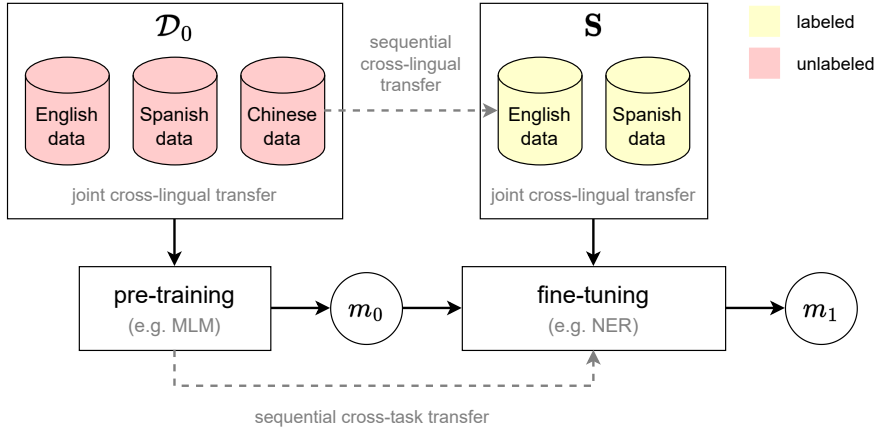 𝒟₀
English
data
Spanish
data
Chinese
data
joint cross-lingual transfer
sequential
cross-lingual
transfer
S
English
data
Spanish
data
joint cross-lingual transfer
labeled
unlabeled
pre-training
(e.g. MLM)
m₀
fine-tuning
(e.g. NER)
m₁
sequential cross-task transfer